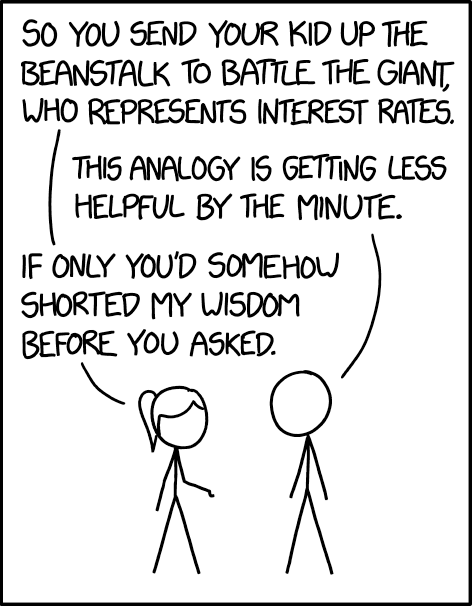 SO YOU SEND YOUR KID UP THE
BEANSTALK TO BATTLE THE GIANT,
WHO REPRESENTS INTEREST RATES.
THIS ANALOGY IS GETTING LESS
HELPFUL BY THE MINUTE.
IF ONLY YOU'D SOMEHOW
SHORTED MY WISDOM
BEFORE YOU ASKED.